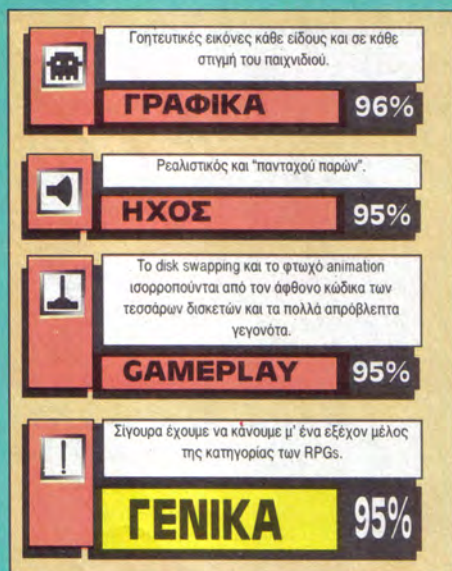 Γοητευτικές εικόνες κάθε είδους και σε κάθε
στιγμή του παιχνιδιού.
ΓΡΑΦΙΚΑ 96%
Ρεαλιστικός και "πανταχού παρών".
ΗΧΟΣ 95%
Το disk swapping και το φτωχό animation
ισορροπούνται από τον άφθονο κώδικα των
τεσσάρων δισκετών και τα πολλά απρόβλεπτα
γεγονότα.
GAMEPLAY 95%
Σίγουρα έχουμε να κάνουμε μ' ένα εξέχον μέλος
της κατηγορίας των RPGs.
ΓΕΝΙΚΑ 95%